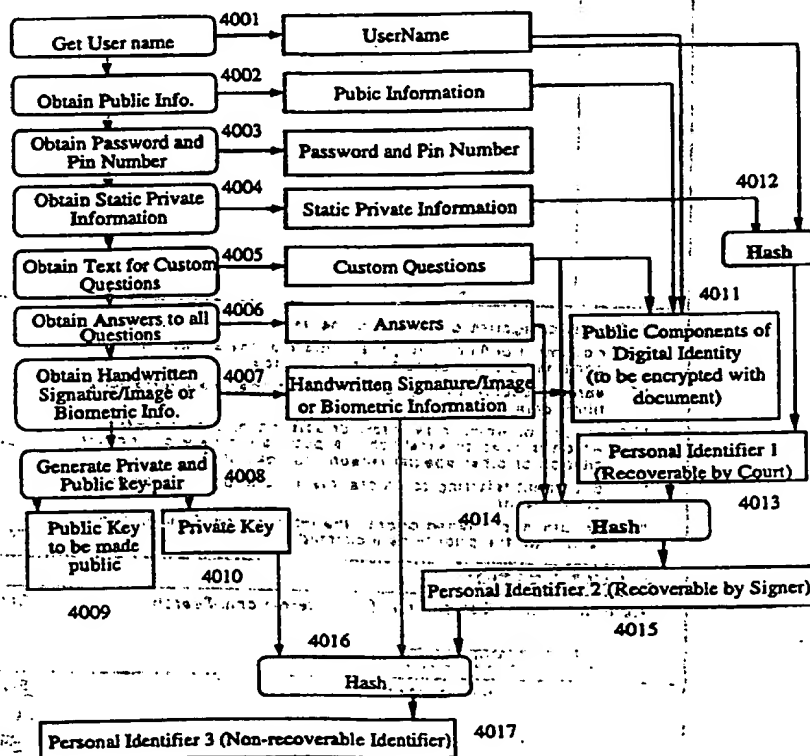 4001
Get User name
UserName
4002
Obtain Public Info.
Pubic Information
4003
Obtain Password and
Pin Number
Password and Pin Number
4004
Obtain Static Private
Information
Static Private Information
4012
Hash
4005
Obtain Text for Custom
Questions
Custom Questions
4011
4006
Obtain Answers to all
Questions
Answers
Public Components of
Digital Identity
(to be encrypted with
document)
Obtain Handwritten
Signature/Image or
Biometric Info.
4007
Handwritten Signature/Image
or Biometric Information
Generate Private and
Public key-pair
4008
Personal Identifier 1
(Recoverable by Court)
4013
4014
Hash
Public Key
to be made
public
Private Key
4009
4010
Personal Identifier 2 (Recoverable by Signer)
4015
4016
Hash
Personal Identifier 3 (Non-recoverable Identifier)
4017